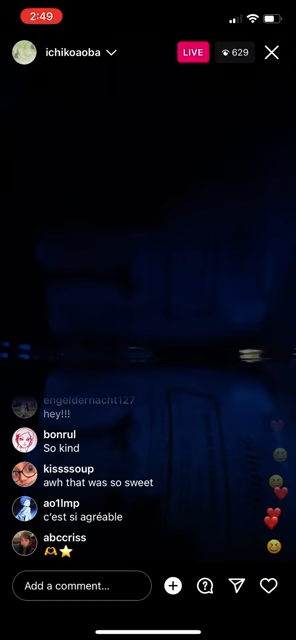 2:49
ichikoaoba
LIVE
629
engeldernacht127
hey!!!
bonrul
So kind
kissssoup
awh that was so sweet
ao1lmp
c'est si agréable
abccriss
🫶⭐
Add a comment...